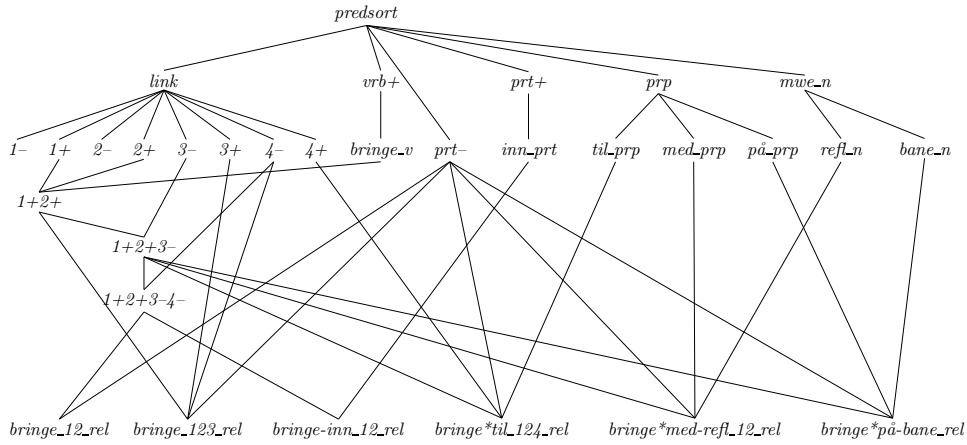 predsort
link vrb+ prt+ prp mwe_n
1– 1+ 2– 2+ 3– 3+ 4– 4+ bringe_v prt– inn_prt til_prp med_prp på_prp refl_n bane_n
1+2+
1+2+3–
1+2+3–4–
bringe_12_rel bringe_123_rel bringe-inn_12_rel bringe*til_124_rel bringe*med-refl_12_rel bringe*på-bane_rel